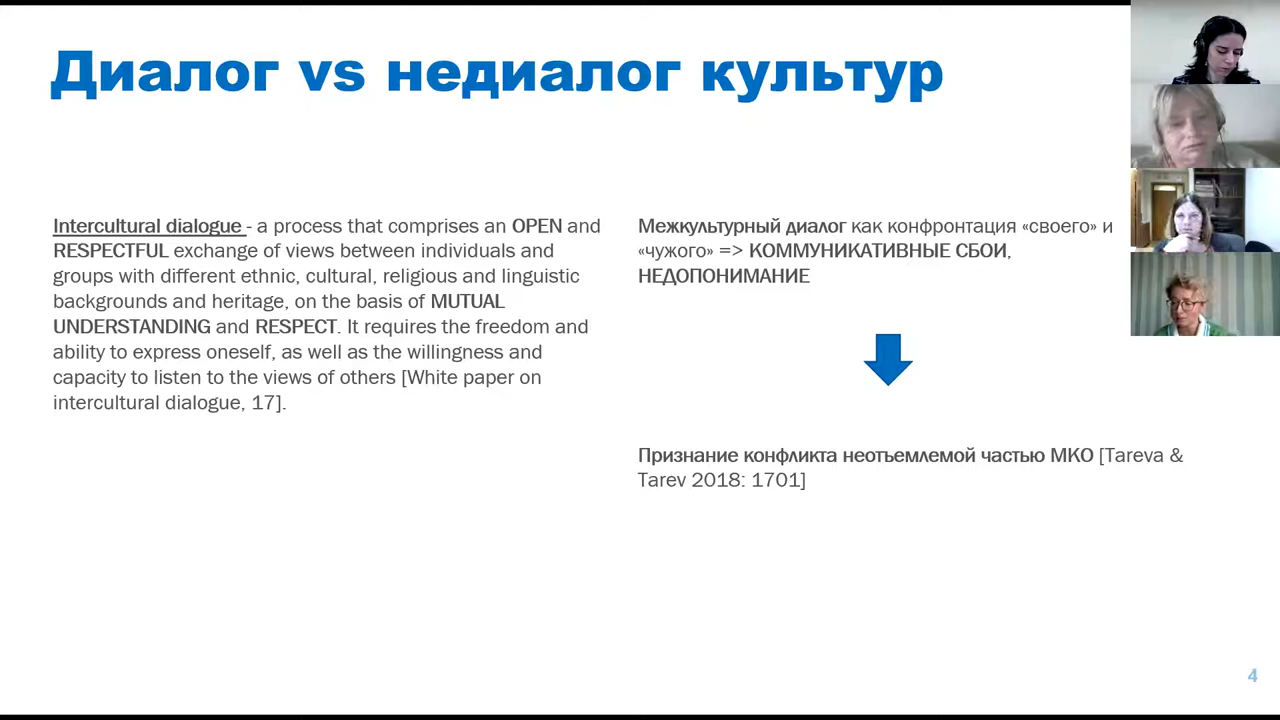 Диалог vs недиалог культур
Intercultural dialogue - a process that comprises an OPEN and
RESPECTFUL exchange of views between individuals and
groups with different ethnic, cultural, religious and linguistic
backgrounds and heritage, on the basis of MUTUAL
UNDERSTANDING and RESPECT. It requires the freedom and
ability to express oneself, as well as the willingness and
capacity to listen to the views of others [White paper on
intercultural dialogue, 17].
Межкультурный диалог как конфронтация «своего» и
«чужого» => КОММУНИКАТИВНЫЕ СБОИ,
НЕДОПОНИМАНИЕ
Признание конфликта неотъемлемой частью МКО [Tareva &
Tarev 2018: 1701]
4